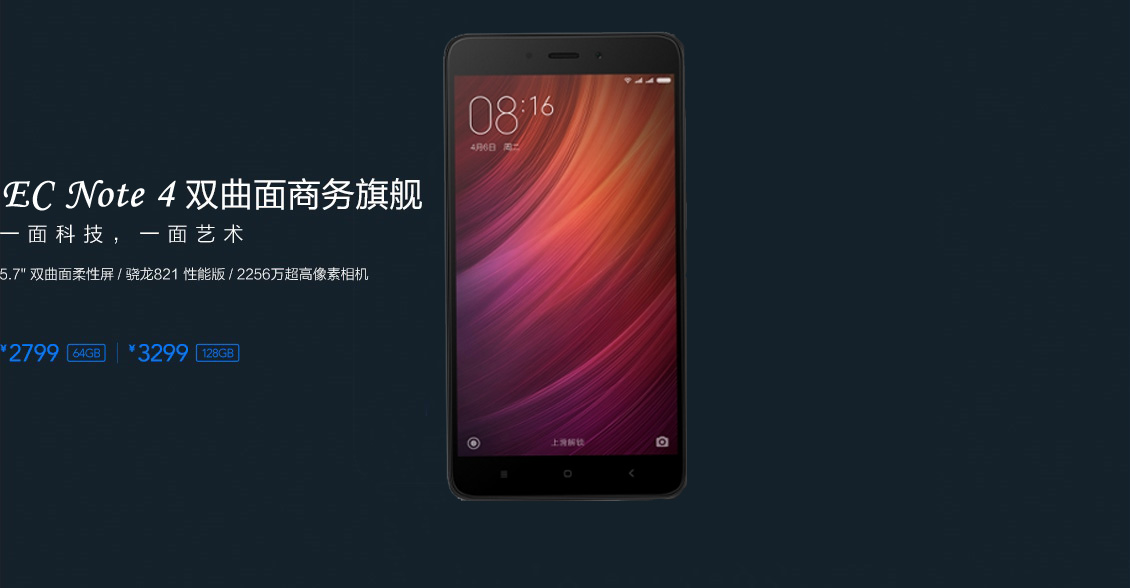 EC Note 4 双曲面商务旗舰
一面科技，一面艺术
5.7" 双曲面柔性屏 / 骁龙821 性能版 / 2256万超高像素相机
¥2799 64GB ¥3299 128GB
08:16
4月6日 周二
上滑解锁